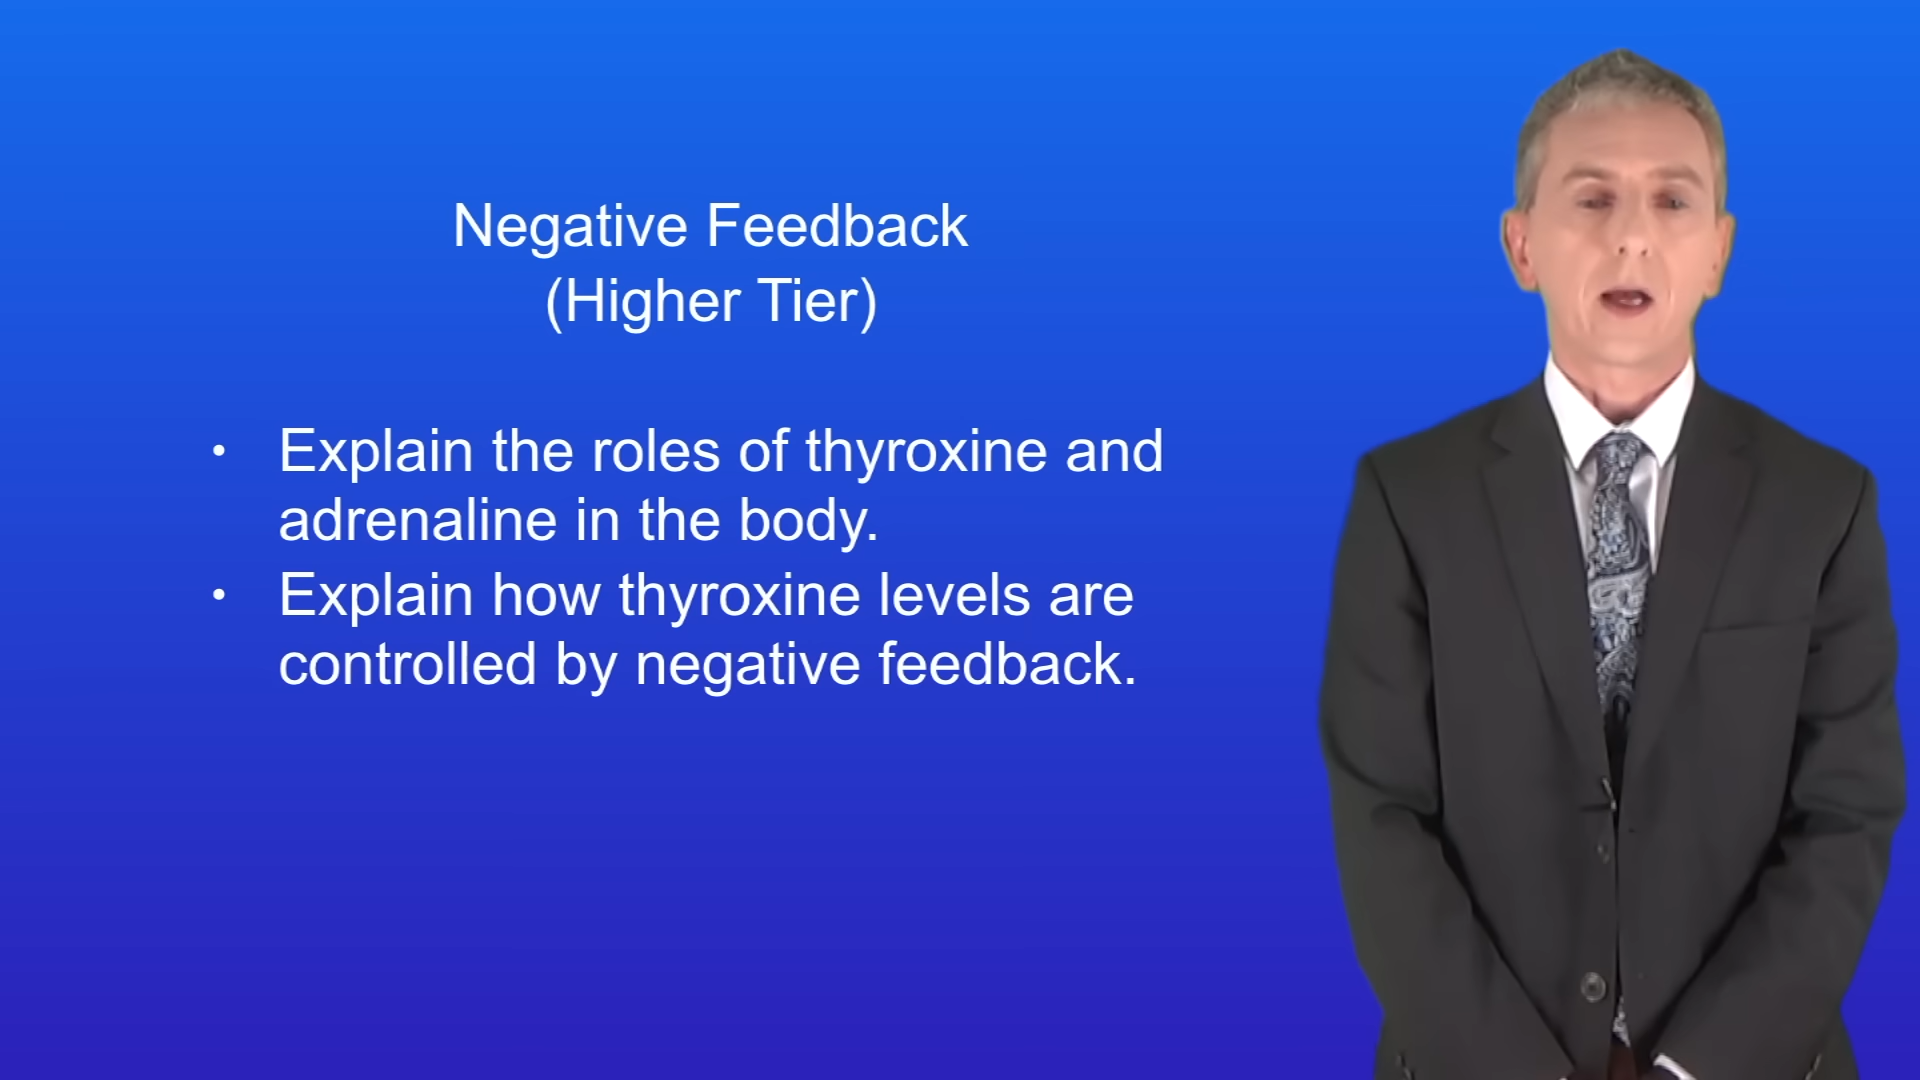 Negative Feedback
(Higher Tier)
• Explain the roles of thyroxine and
adrenaline in the body.
• Explain how thyroxine levels are
controlled by negative feedback.